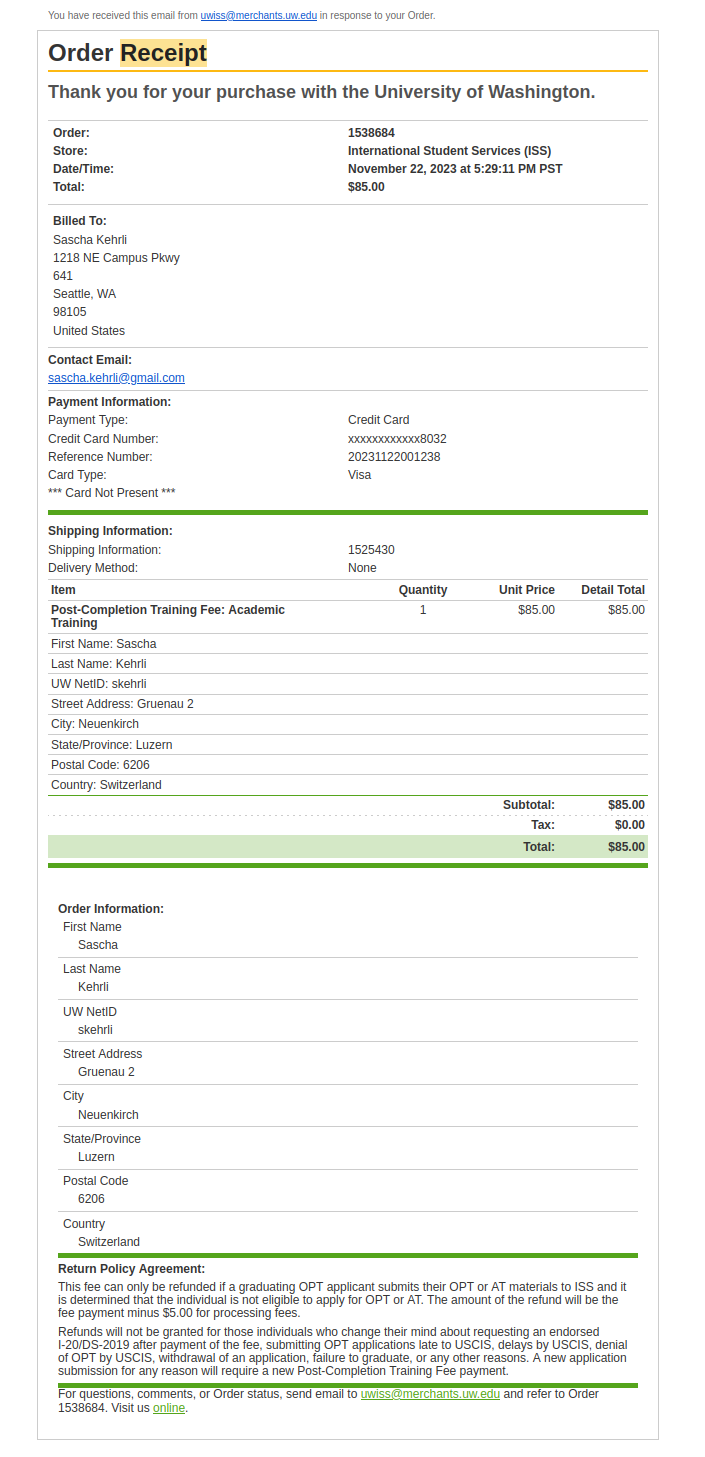 You have received this email from uwiss@merchants.uw.edu in response to your Order.
Order Receipt
Thank you for your purchase with the University of Washington.
Order: 1538684
Store: International Student Services (ISS)
Date/Time: November 22, 2023 at 5:29:11 PM PST
Total: $85.00
Billed To:
Sascha Kehrli
1218 NE Campus Pkwy
641
Seattle, WA
98105
United States
Contact Email:
sascha.kehrli@gmail.com
Payment Information:
Payment Type: Credit Card
Credit Card Number: xxxxxxxxxxxx8032
Reference Number: 20231122001238
Card Type: Visa
*** Card Not Present ***
Shipping Information:
Shipping Information: 1525430
Delivery Method: None
Item Quantity Unit Price Detail Total
Post-Completion Training Fee: Academic 1 $85.00 $85.00
Training
First Name: Sascha
Last Name: Kehrli
UW NetID: skehrli
Street Address: Gruenau 2
City: Neuenkirch
State/Province: Luzern
Postal Code: 6206
Country: Switzerland
Subtotal: $85.00
Tax: $0.00
Total: $85.00
Order Information:
First Name
Sascha
Last Name
Kehrli
UW NetID
skehrli
Street Address
Gruenau 2
City
Neuenkirch
State/Province
Luzern
Postal Code
6206
Country
Switzerland
Return Policy Agreement:
This fee can only be refunded if a graduating OPT applicant submits their OPT or AT materials to ISS and it
is determined that the individual is not eligible to apply for OPT or AT. The amount of the refund will be the
fee payment minus $5.00 for processing fees.
Refunds will not be granted for those individuals who change their mind about requesting an endorsed
I-20/DS-2019 after payment of the fee, submitting OPT applications late to USCIS, delays by USCIS, denial
of OPT by USCIS, withdrawal of an application, failure to graduate, or any other reasons. A new application
submission for any reason will require a new Post-Completion Training Fee payment.
For questions, comments, or Order status, send email to uwiss@merchants.uw.edu and refer to Order
1538684. Visit us online.